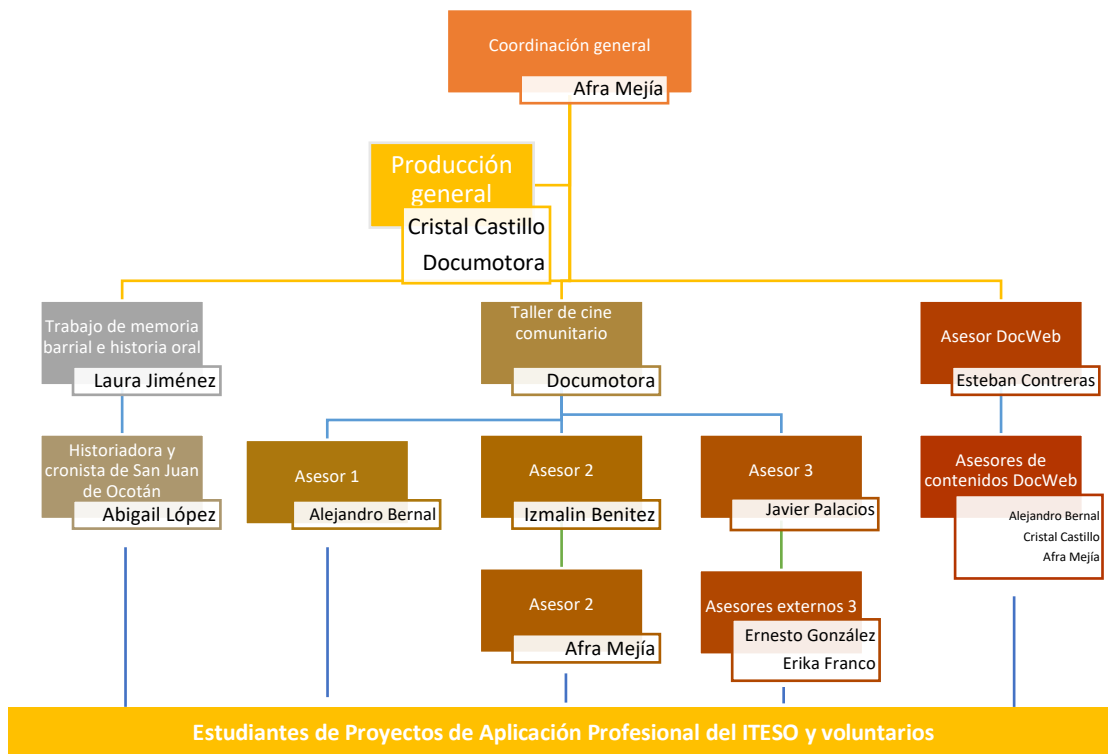 Coordinación general
Afra Mejía
Producción
general
Cristal Castillo
Documotora
Trabajo de memoria
barrial e historia oral
Laura Jiménez
Taller de cine
comunitario
Documotora
Asesor DocWeb
Esteban Contreras
Historiadora y
cronista de San Juan
de Ocotán
Abigail López
Asesor 1
Alejandro Bernal
Asesor 2
Izmalin Benitez
Asesor 3
Javier Palacios
Asesores de
contenidos DocWeb
Alejandro Bernal
Cristal Castillo
Afra Mejía
Asesor 2
Afra Mejía
Asesores externos 3
Ernesto González
Erika Franco
Estudiantes de Proyectos de Aplicación Profesional del ITESO y voluntarios